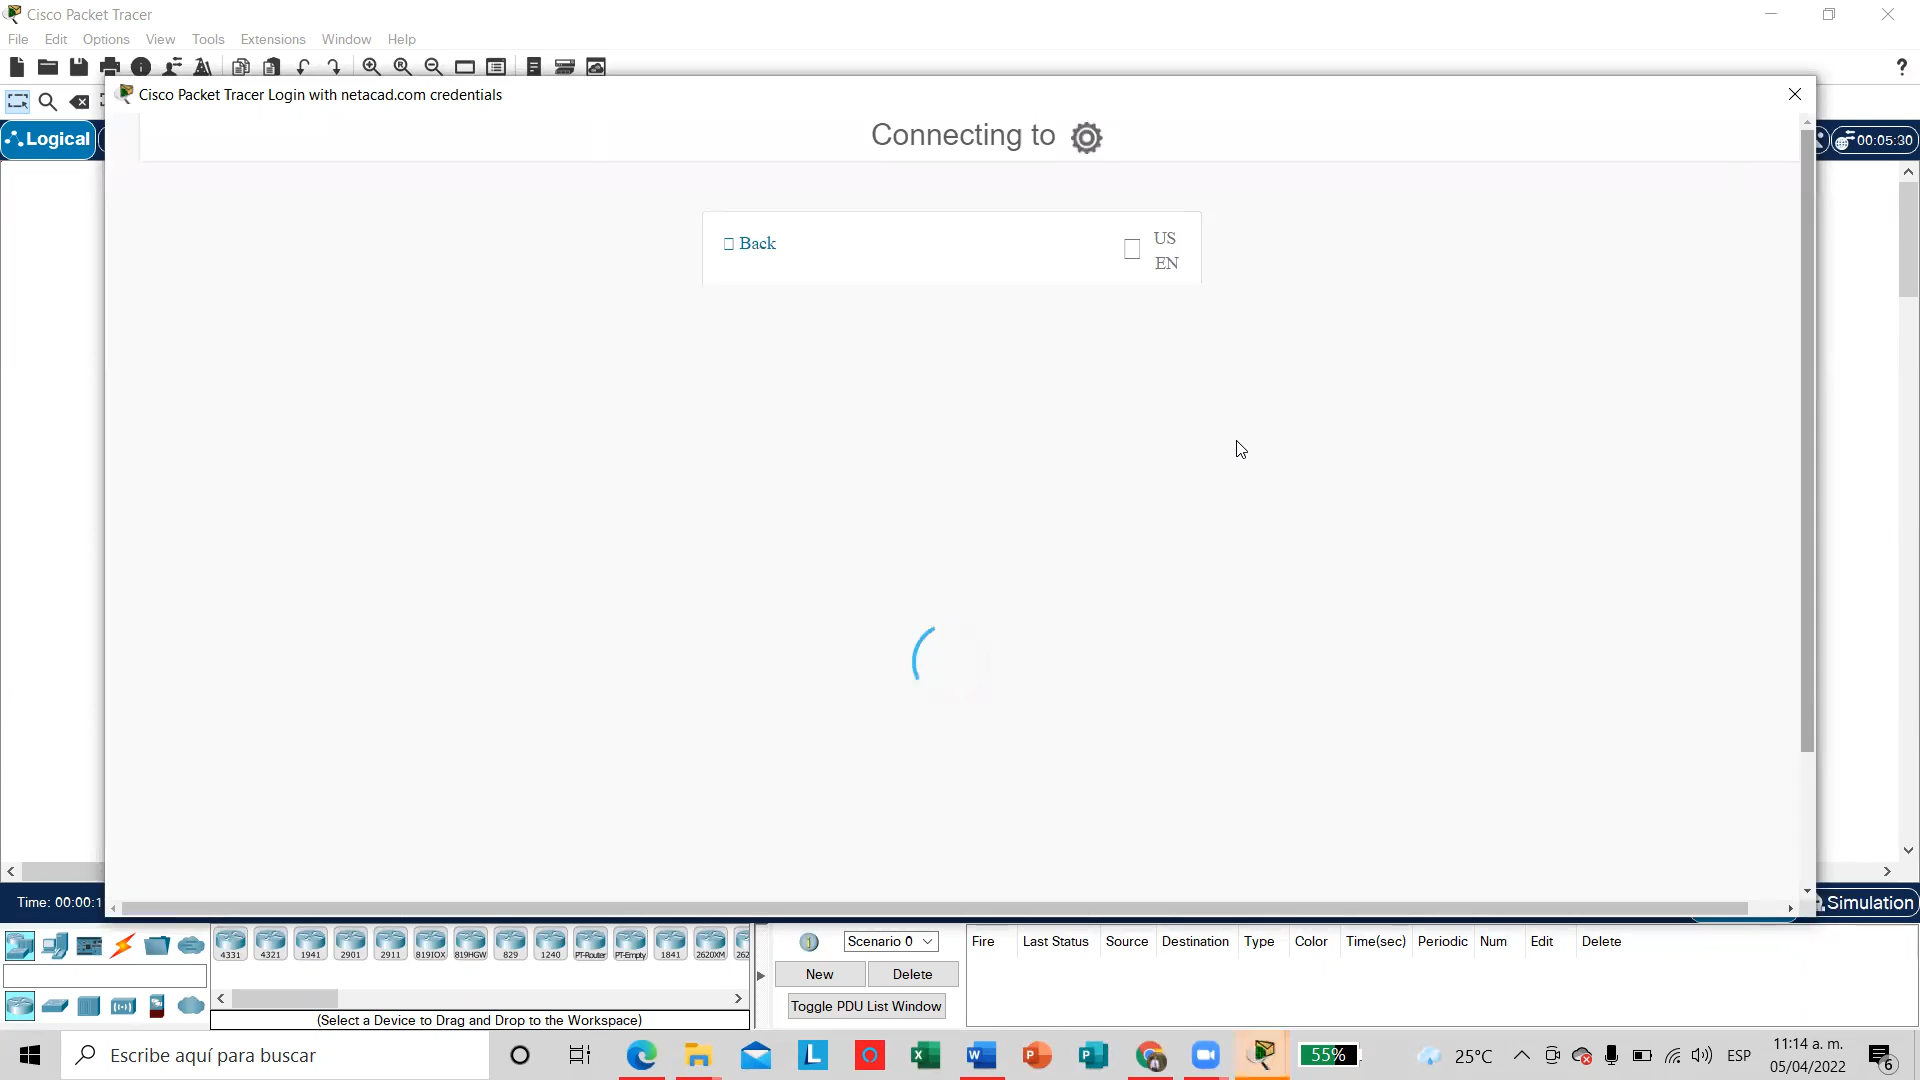 Cisco Packet Tracer
File Edit Options View Tools Extensions Window Help
?
Cisco Packet Tracer Login with netacad.com credentials
Logical
Connecting to
00:05:30
Back
US
EN
Time: 00:00:1
Simulation
4331 4321 1941 2901 2911 819IOX 819HGW 829 1240 PT-Router PT-Empty 1841 2620XM 262
Scenario 0
Fire Last Status Source Destination Type Color Time(sec) Periodic Num Edit Delete
New Delete
Toggle PDU List Window
(Select a Device to Drag and Drop to the Workspace)
Escribe aquí para buscar
55%
25°C
ESP
11:14 a. m.
05/04/2022
6